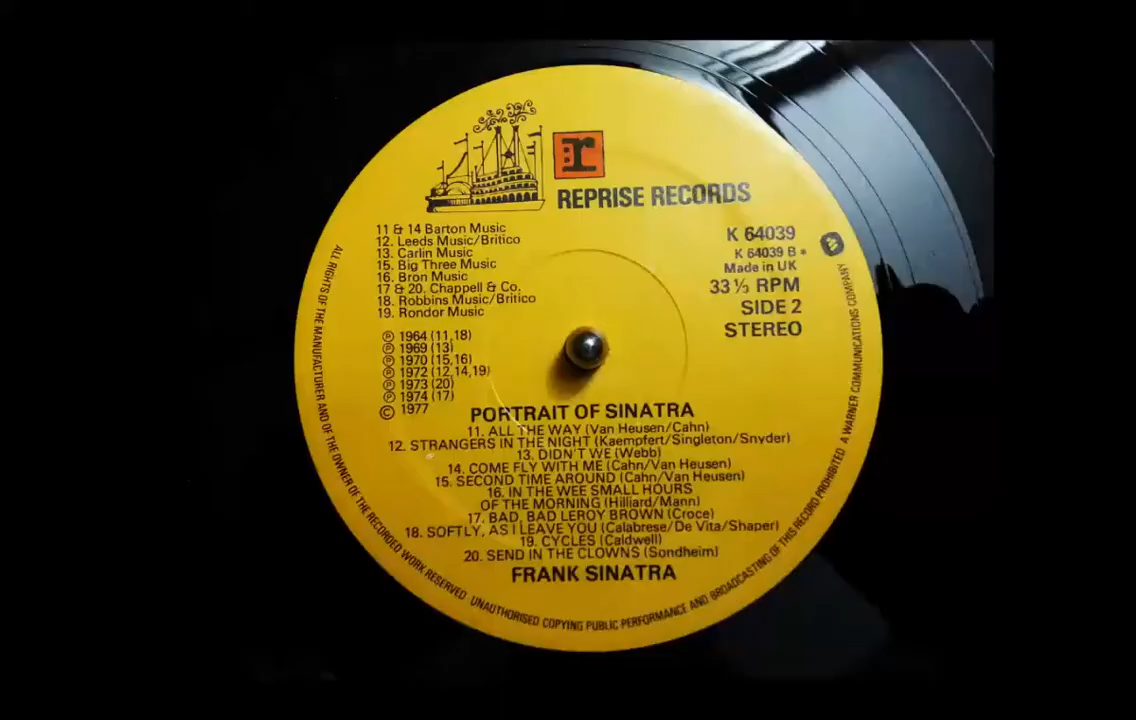 r
REPRISE RECORDS
11 & 14 Barton Music
12. Leeds Music/Britico
13. Carlin Music
15. Big Three Music
16. Bron Music
17 & 20. Chappell & Co.
18. Robbins Music/Britico
19. Rondor Music
K 64039
K 64039 B
Made in UK
33 ⅓ RPM
SIDE 2
STEREO
Ⓟ 1964 (11,18)
Ⓟ 1969 (13)
Ⓟ 1970 (15,16)
Ⓟ 1972 (12,14,19)
Ⓟ 1973 (20)
Ⓟ 1974 (17)
© 1977
PORTRAIT OF SINATRA
11. ALL THE WAY (Van Heusen/Cahn)
12. STRANGERS IN THE NIGHT (Kaempfert/Singleton/Snyder)
13. DIDN'T WE (Webb)
14. COME FLY WITH ME (Cahn/Van Heusen)
15. SECOND TIME AROUND (Cahn/Van Heusen)
16. IN THE WEE SMALL HOURS
OF THE MORNING (Hilliard/Mann)
17. BAD, BAD LEROY BROWN (Croce)
18. SOFTLY, AS I LEAVE YOU (Calabrese/De Vita/Shaper)
19. CYCLES (Caldwell)
20. SEND IN THE CLOWNS (Sondheim)
FRANK SINATRA
ALL RIGHTS OF THE MANUFACTURER AND OF THE OWNER OF THE RECORDED WORK RESERVED UNAUTHORISED COPYING PUBLIC PERFORMANCE AND BROADCASTING OF THIS RECORD PROHIBITED A WARNER COMMUNICATIONS COMPANY